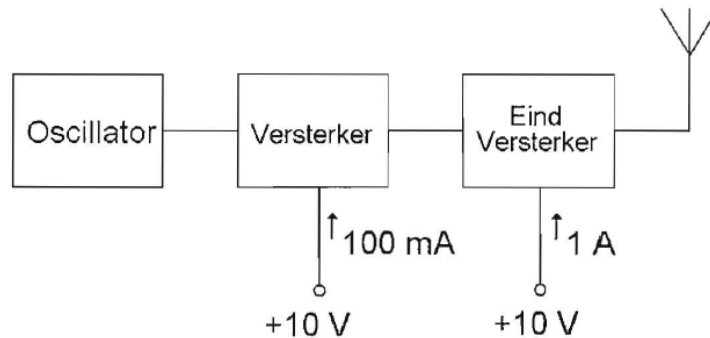 Oscillator
Versterker
Eind
Versterker
100 mA
1 A
+10 V
+10 V